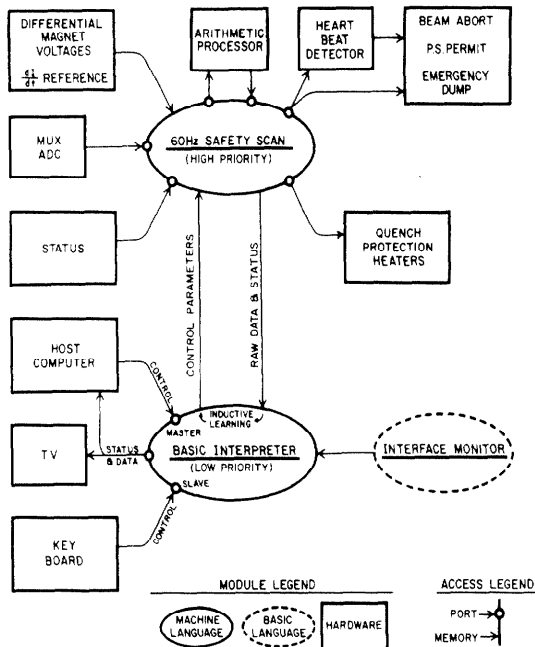 DIFFERENTIAL
MAGNET
VOLTAGES
dI/dt REFERENCE
ARITHMETIC
PROCESSOR
HEART
BEAT
DETECTOR
BEAM ABORT
P.S. PERMIT
EMERGENCY
DUMP
MUX
ADC
60Hz SAFETY SCAN
(HIGH PRIORITY)
STATUS
QUENCH
PROTECTION
HEATERS
CONTROL PARAMETERS
RAW DATA & STATUS
HOST
COMPUTER
CONTROL
MASTER
INDUCTIVE
LEARNING
TV
STATUS
& DATA
BASIC INTERPRETER
(LOW PRIORITY)
INTERFACE MONITOR
SLAVE
CONTROL
KEY
BOARD
MODULE LEGEND
MACHINE
LANGUAGE
BASIC
LANGUAGE
HARDWARE
ACCESS LEGEND
PORT
MEMORY